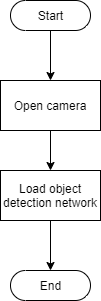 Start
Open camera
Load object
detection network
End